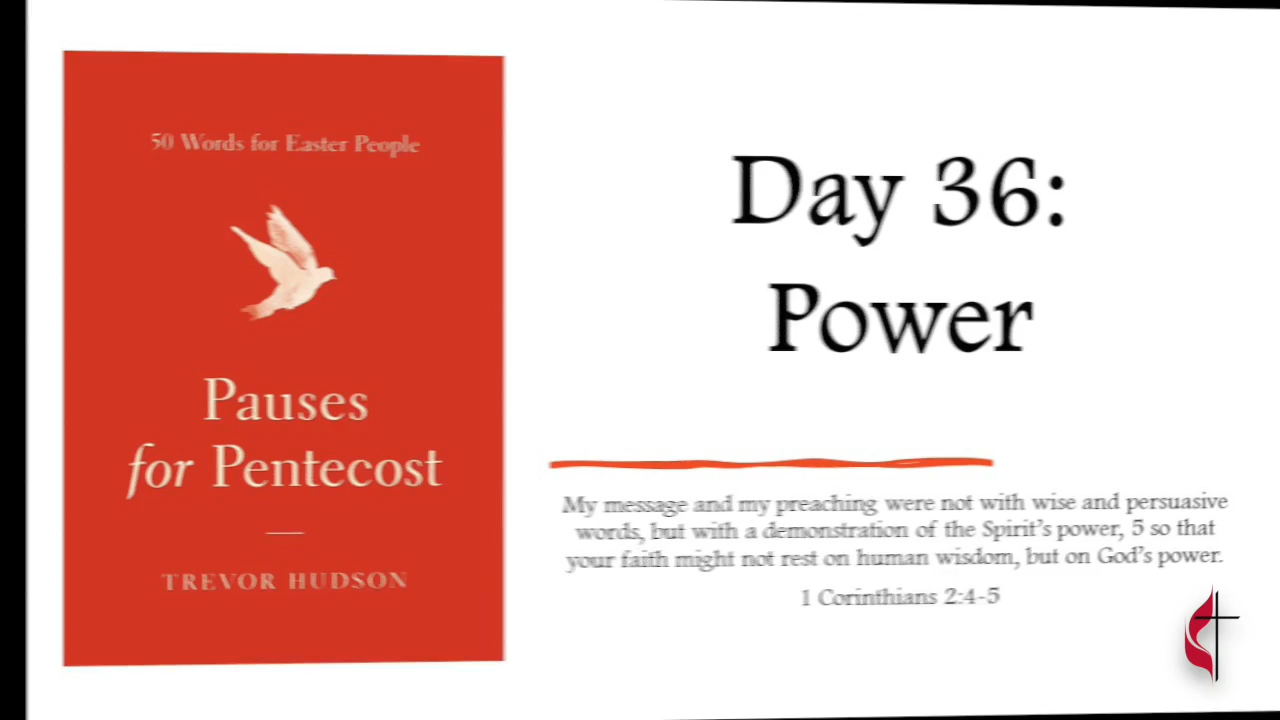 50 Words for Easter People
Pauses
for Pentecost
TREVOR HUDSON
Day 36:
Power
My message and my preaching were not with wise and persuasive
words, but with a demonstration of the Spirit's power, 5 so that
your faith might not rest on human wisdom, but on God's power.
1 Corinthians 2:4-5